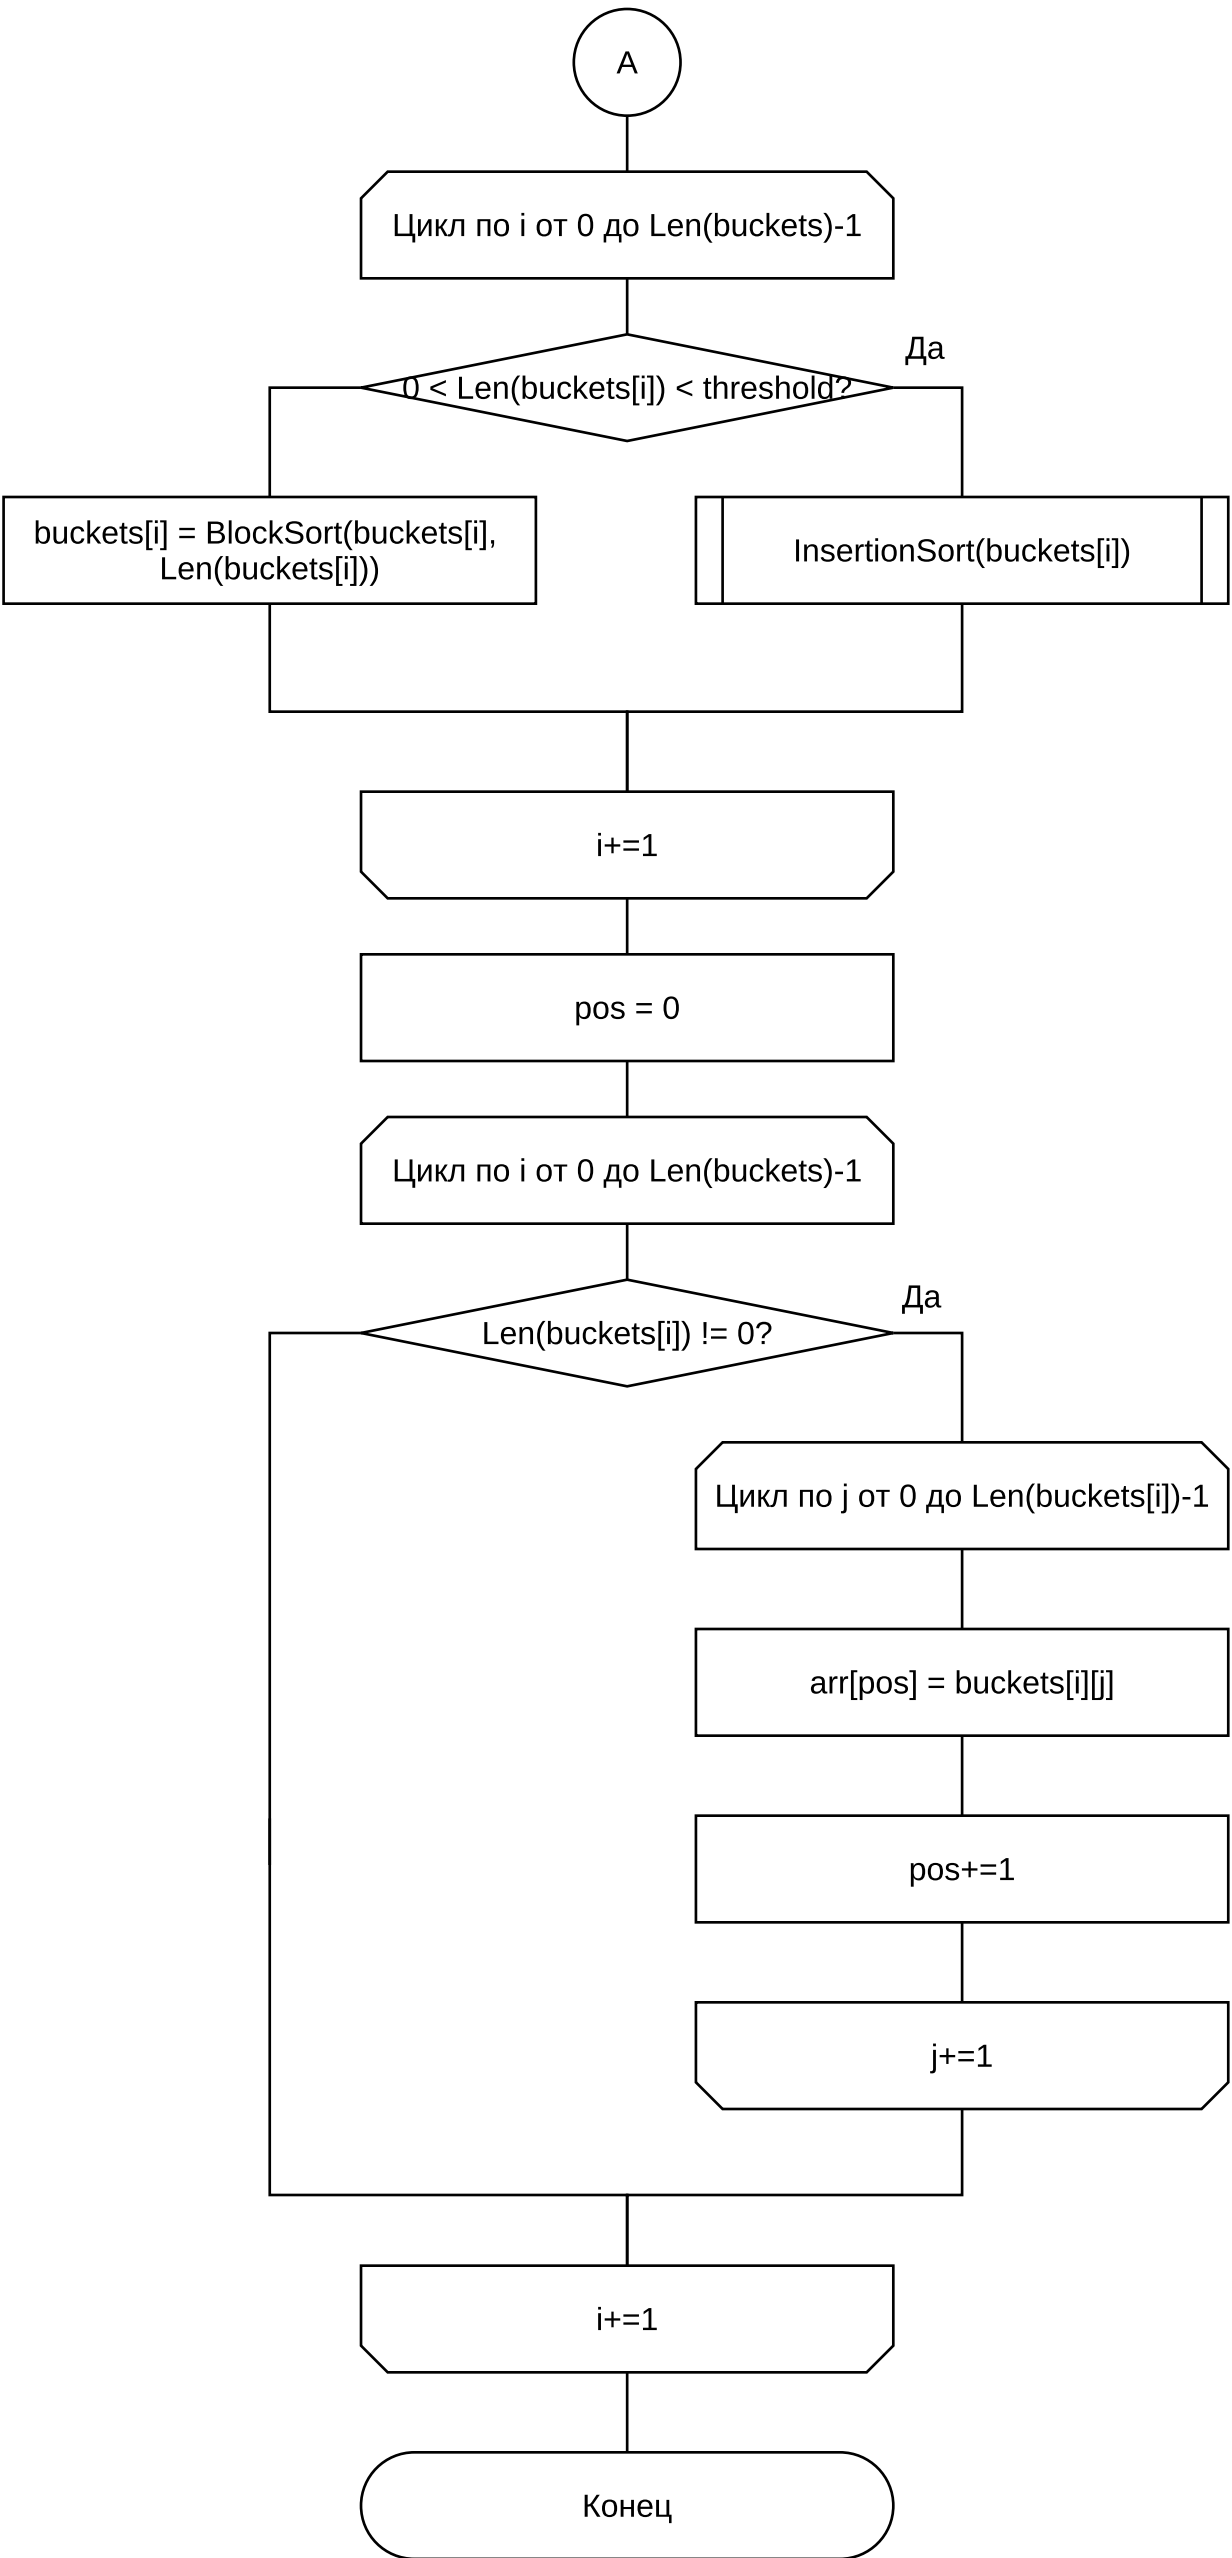 A
Цикл по i от 0 до Len(buckets)-1
Да
0 < Len(buckets[i]) < threshold?
buckets[i] = BlockSort(buckets[i],
Len(buckets[i]))
InsertionSort(buckets[i])
i+=1
pos = 0
Цикл по i от 0 до Len(buckets)-1
Да
Len(buckets[i]) != 0?
Цикл по j от 0 до Len(buckets[i])-1
arr[pos] = buckets[i][j]
pos+=1
j+=1
i+=1
Конец